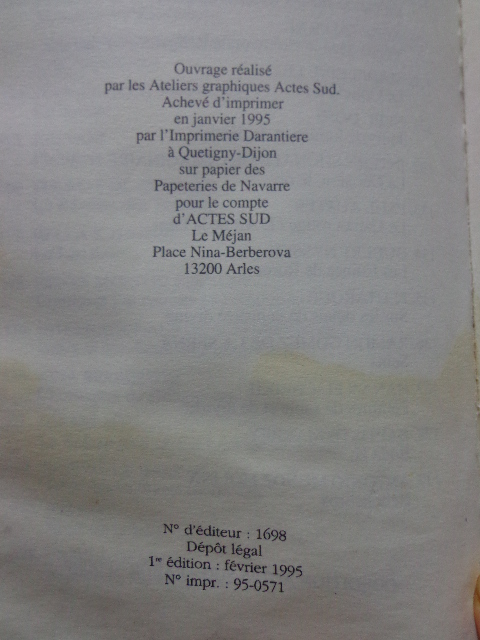 Ouvrage réalisé
par les Ateliers graphiques Actes Sud.
Achevé d'imprimer
en janvier 1995
par l'Imprimerie Darantiere
à Quetigny-Dijon
sur papier des
Papeteries de Navarre
pour le compte
d'ACTES SUD
Le Méjan
Place Nina-Berberova
13200 Arles
N° d'éditeur : 1698
Dépôt légal
1re édition : février 1995
N° impr. : 95-0571